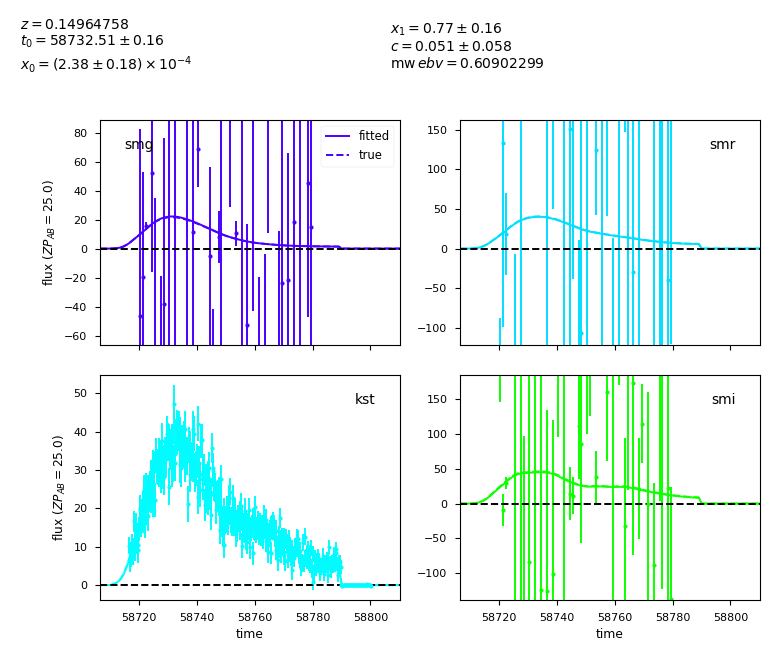 z = 0.14964758
t₀ = 58732.51 ± 0.16
x₀ = (2.38 ± 0.18) × 10⁻⁴
x₁ = 0.77 ± 0.16
c = 0.051 ± 0.058
mw ebv = 0.60902299
smg
fitted
true
80
60
40
20
0
−20
−40
−60
flux (ZP_AB = 25.0)
smr
150
100
50
0
−50
−100
kst
50
40
30
20
10
0
flux (ZP_AB = 25.0)
58720 58740 58760 58780 58800
time
smi
150
100
50
0
−50
−100
58720 58740 58760 58780 58800
time